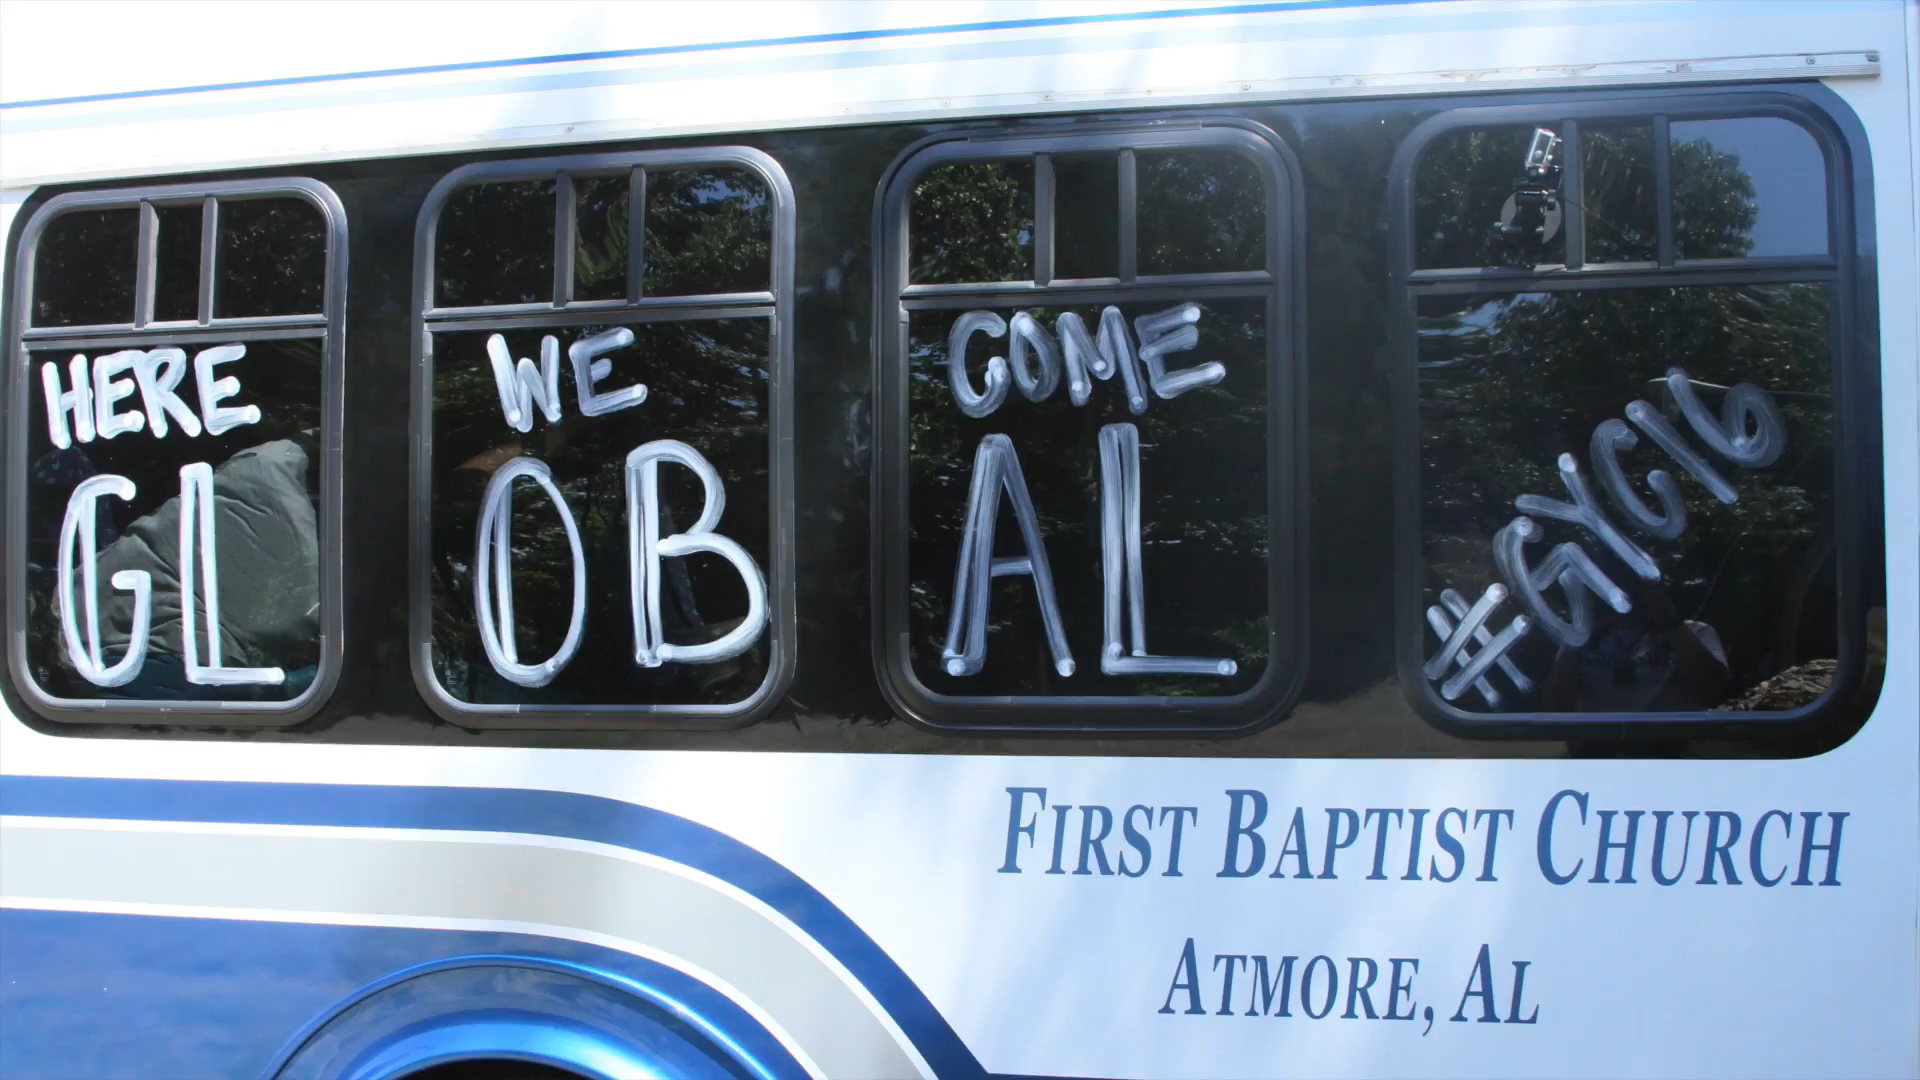 HERE WE COME
GL OB AL
#GYC16
FIRST BAPTIST CHURCH
ATMORE, AL